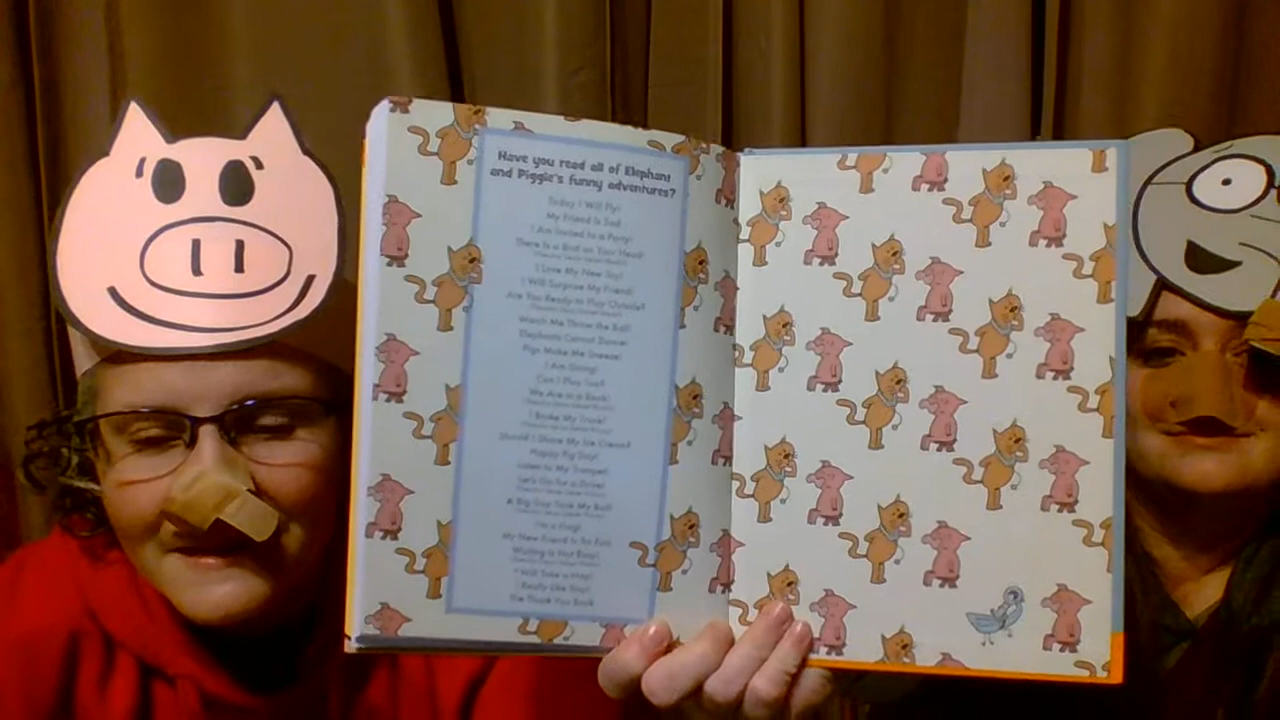 Have you read all of Elephant
and Piggie's funny adventures?
Today I Will Fly!
My Friend Is Sad
I Am Invited to a Party!
There Is a Bird on Your Head!
I Love My New Toy!
I Will Surprise My Friend!
Are You Ready to Play Outside?
Watch Me Throw the Ball!
Elephants Cannot Dance!
Pigs Make Me Sneeze!
I Am Going!
Can I Play Too?
We Are in a Book!
I Broke My Trunk!
Should I Share My Ice Cream?
Happy Pig Day!
Listen to My Trumpet!
Let's Go for a Drive!
A Big Guy Took My Ball!
I'm a Frog!
My New Friend Is So Fun!
Waiting Is Not Easy!
I Will Take a Nap!
I Really Like Slop!
The Thank You Book